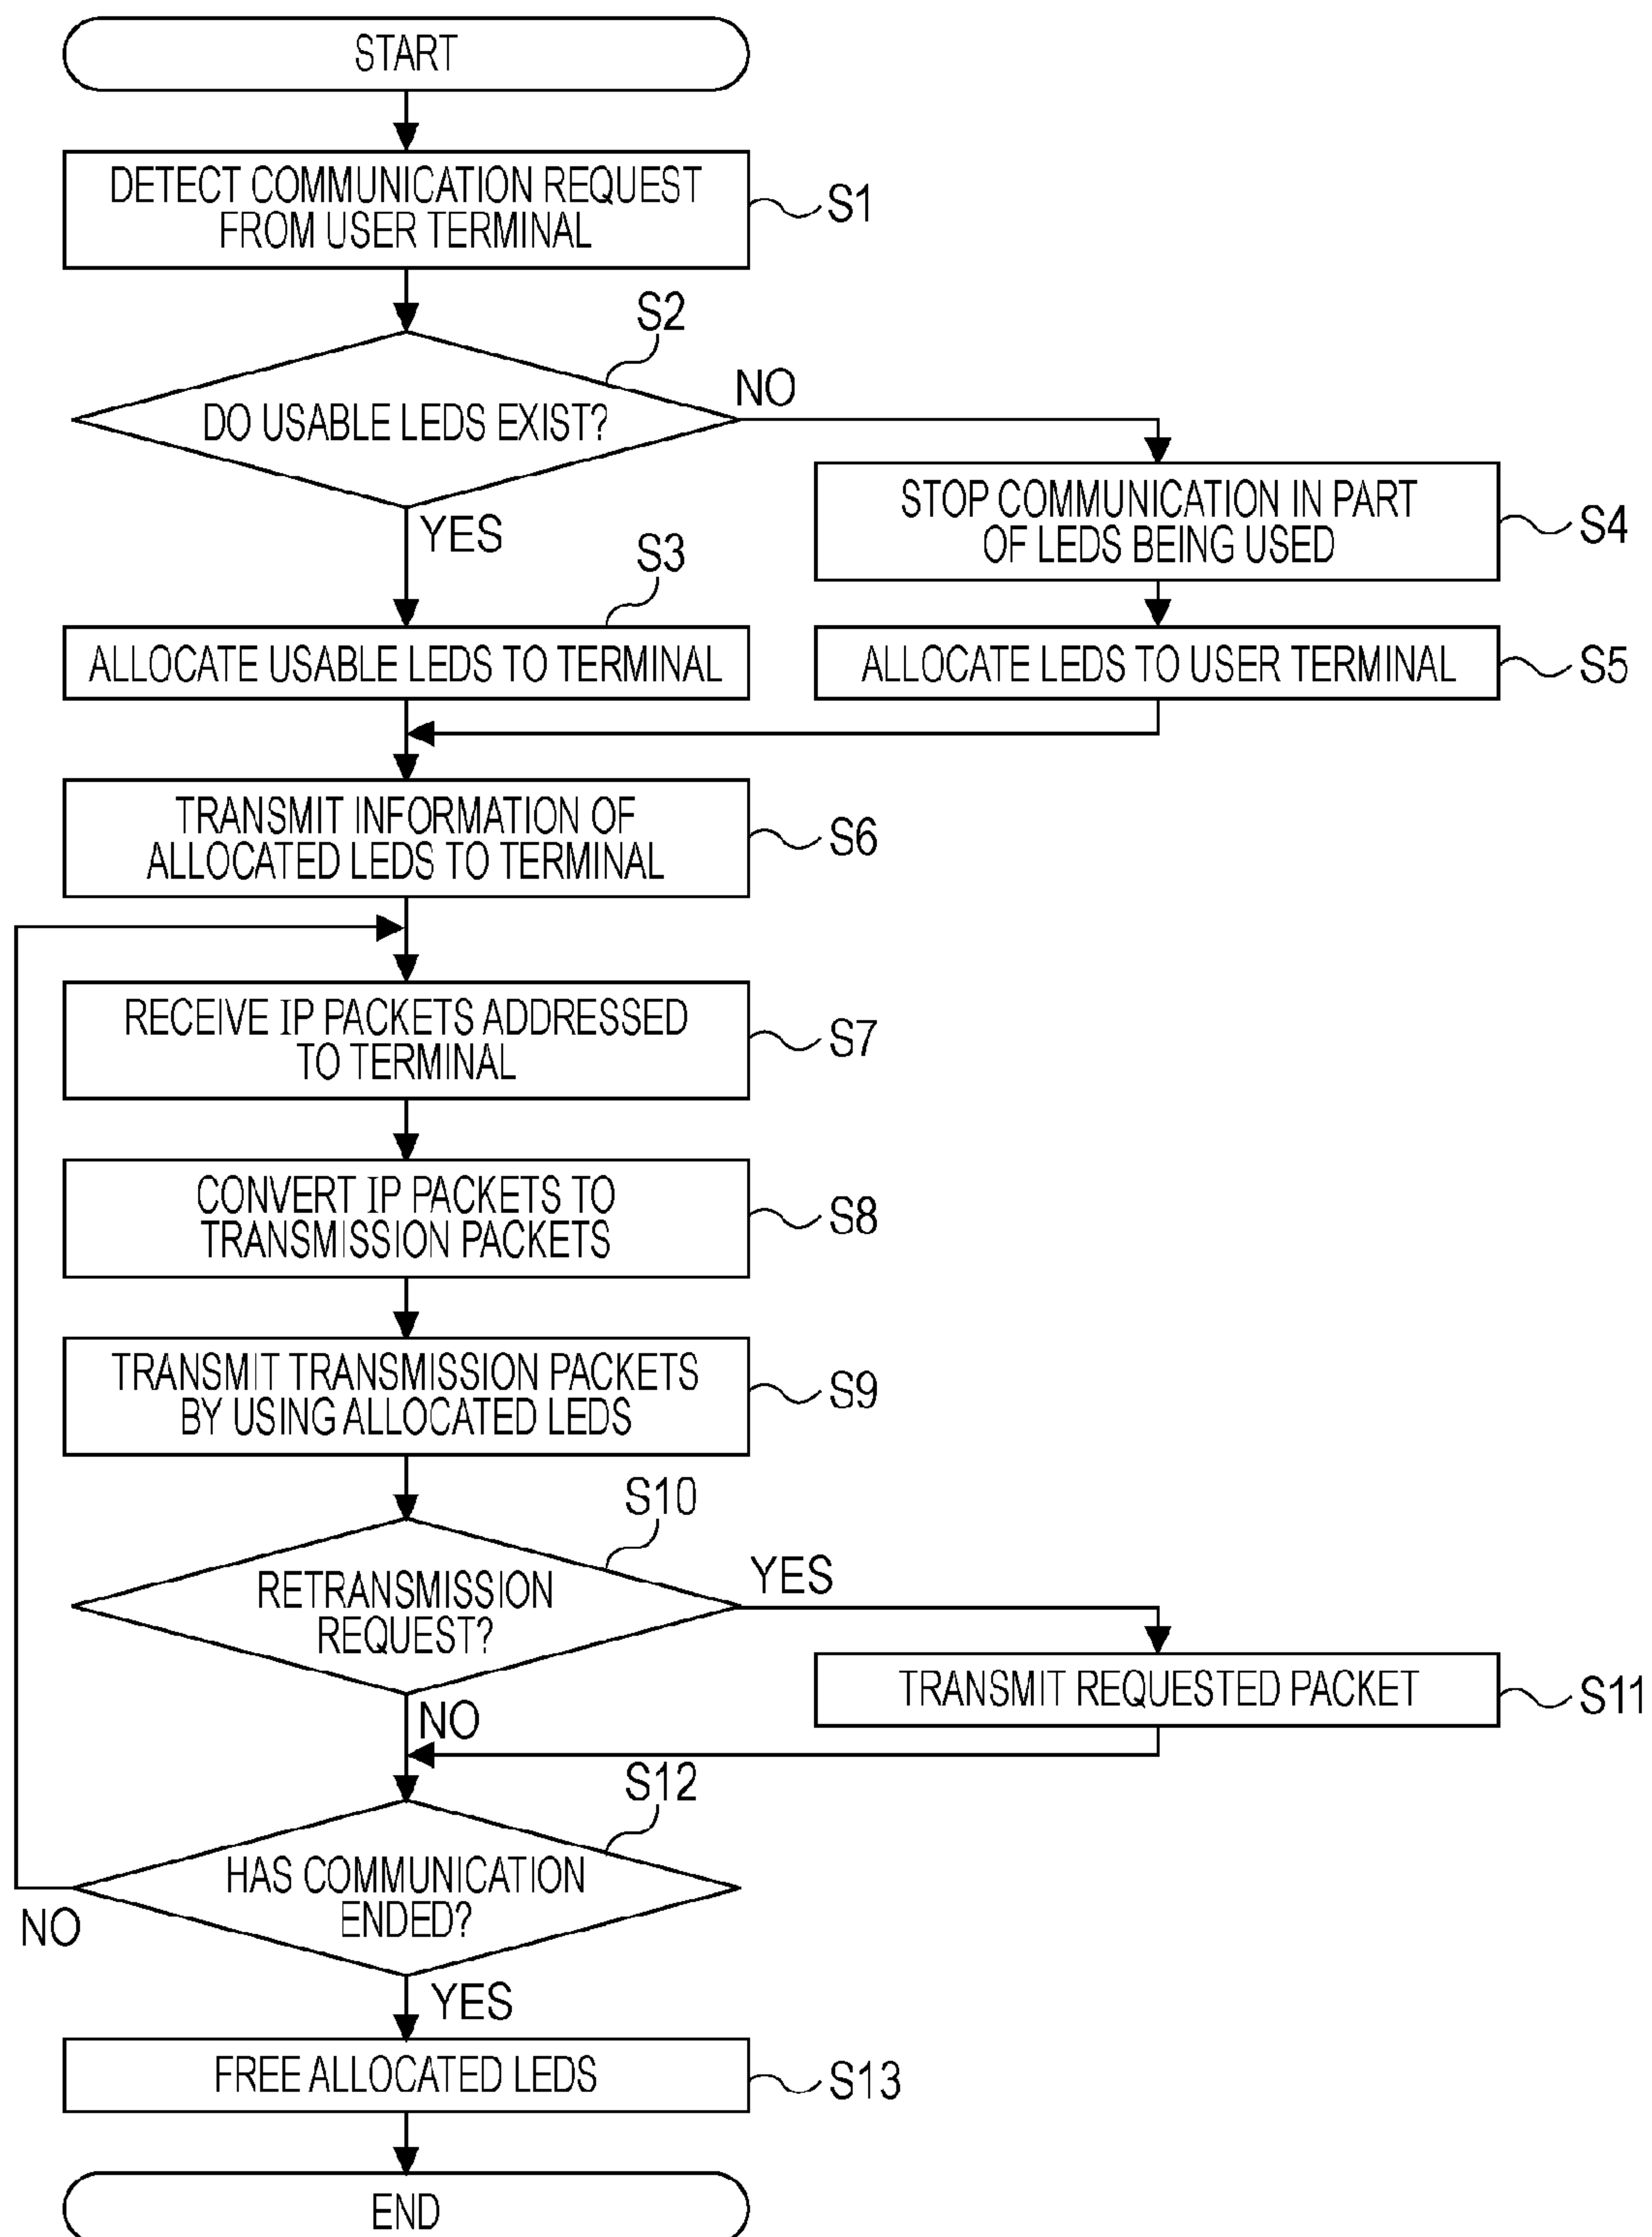 START
DETECT COMMUNICATION REQUEST
FROM USER TERMINAL
S1
S2
DO USABLE LEDS EXIST?
NO
YES
STOP COMMUNICATION IN PART
OF LEDS BEING USED
S4
S3
ALLOCATE USABLE LEDS TO TERMINAL
ALLOCATE LEDS TO USER TERMINAL
S5
TRANSMIT INFORMATION OF
ALLOCATED LEDS TO TERMINAL
S6
RECEIVE IP PACKETS ADDRESSED
TO TERMINAL
S7
CONVERT IP PACKETS TO
TRANSMISSION PACKETS
S8
TRANSMIT TRANSMISSION PACKETS
BY USING ALLOCATED LEDS
S9
S10
RETRANSMISSION
REQUEST?
YES
NO
TRANSMIT REQUESTED PACKET
S11
S12
HAS COMMUNICATION
ENDED?
NO
YES
FREE ALLOCATED LEDS
S13
END